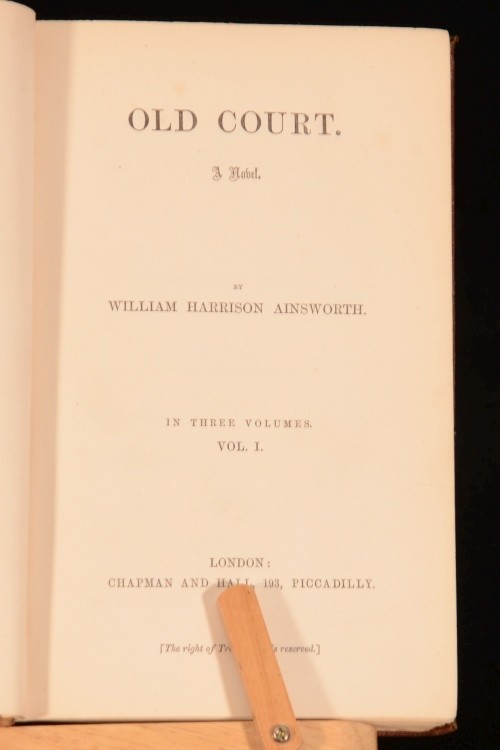 OLD COURT.
A Novel.
BY
WILLIAM HARRISON AINSWORTH.
IN THREE VOLUMES.
VOL. I.
LONDON:
CHAPMAN AND HALL, 193, PICCADILLY.
[The right of is reserved.]